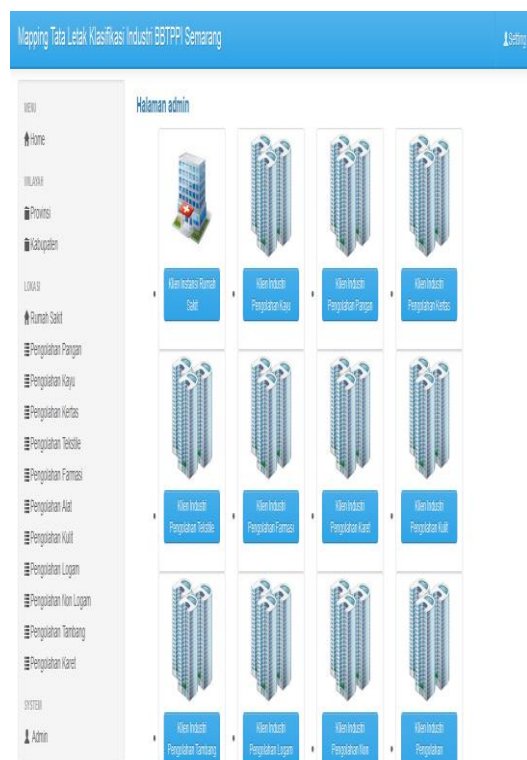 Mapping Tata Letak Klasifikasi Industri BBTPPI Semarang
Setting
MENU
Home
WILAYAH
Provinsi
Kabupaten
LOKASI
Rumah Sakit
Pengolahan Pangan
Pengolahan Kayu
Pengolahan Kertas
Pengolahan Tekstile
Pengolahan Farmasi
Pengolahan Alat
Pengolahan Kulit
Pengolahan Logam
Pengolahan Non Logam
Pengolahan Tambang
Pengolahan Karet
SYSTEM
Admin
Halaman admin
Klien Instansi Rumah
Sakit
Klien Industri
Pengolahan Kayu
Klien Industri
Pengolahan Pangan
Klien Industri
Pengolahan Kertas
Klien Industri
Pengolahan Tekstile
Klien Industri
Pengolahan Farmasi
Klien Industri
Pengolahan Karet
Klien Industri
Pengolahan Kulit
Klien Industri
Pengolahan Tambang
Klien Industri
Pengolahan Logam
Klien Industri
Pengolahan Non
Klien Industri
Pengolahan